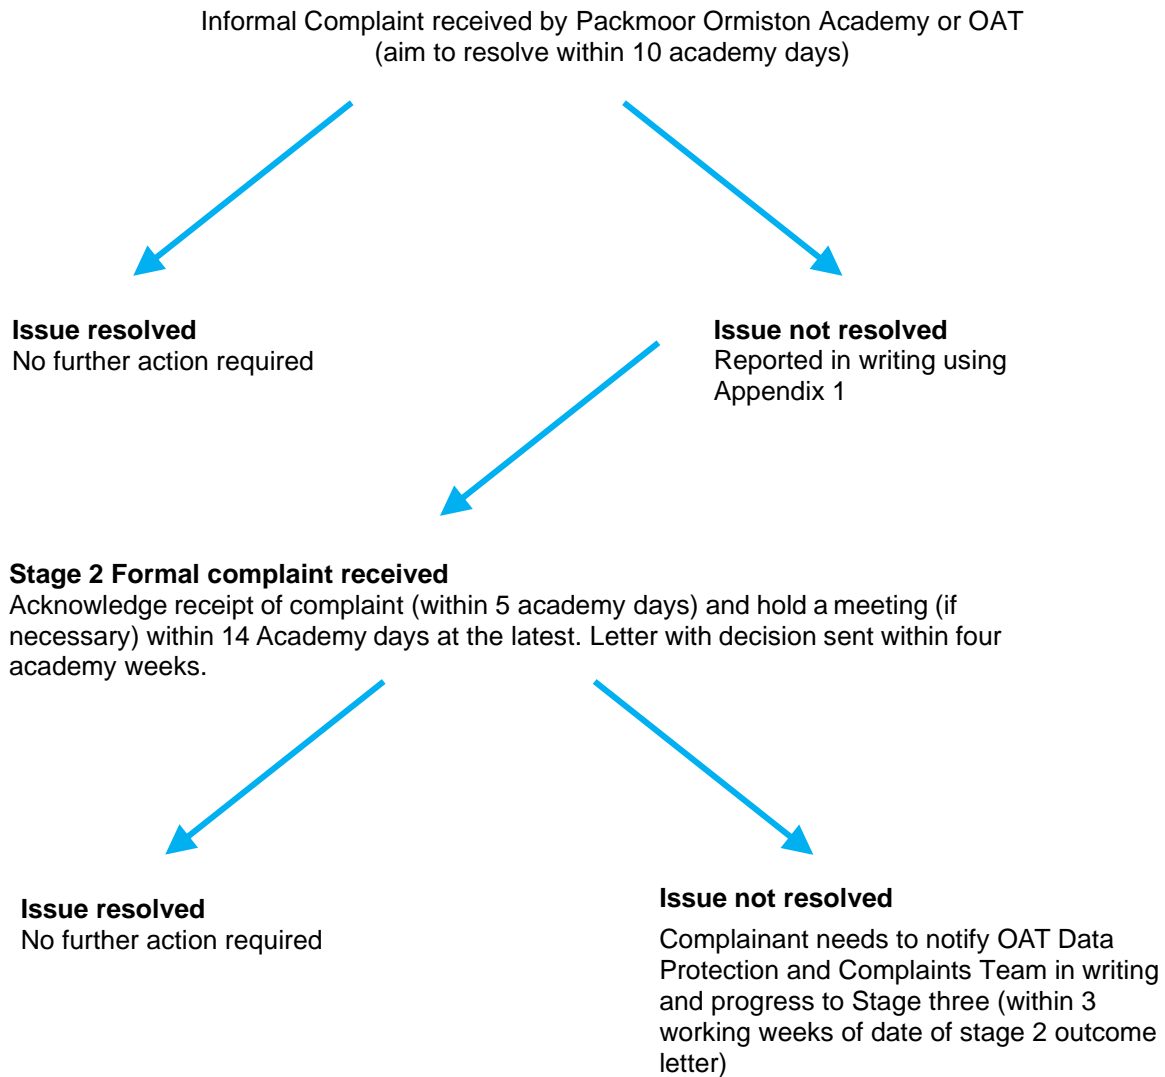 Informal Complaint received by Packmoor Ormiston Academy or OAT
(aim to resolve within 10 academy days)
Issue resolved
No further action required
Issue not resolved
Reported in writing using
Appendix 1
Stage 2 Formal complaint received
Acknowledge receipt of complaint (within 5 academy days) and hold a meeting (if
necessary) within 14 Academy days at the latest. Letter with decision sent within four
academy weeks.
Issue resolved
No further action required
Issue not resolved
Complainant needs to notify OAT Data
Protection and Complaints Team in writing
and progress to Stage three (within 3
working weeks of date of stage 2 outcome
letter)